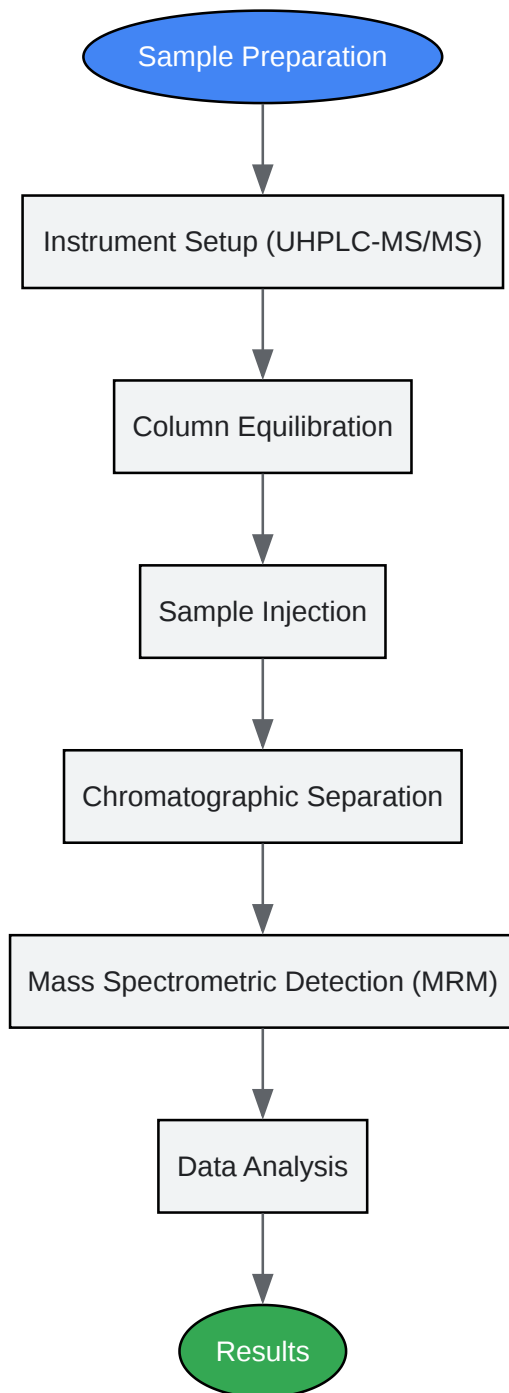 Sample Preparation
Instrument Setup (UHPLC-MS/MS)
Column Equilibration
Sample Injection
Chromatographic Separation
Mass Spectrometric Detection (MRM)
Data Analysis
Results